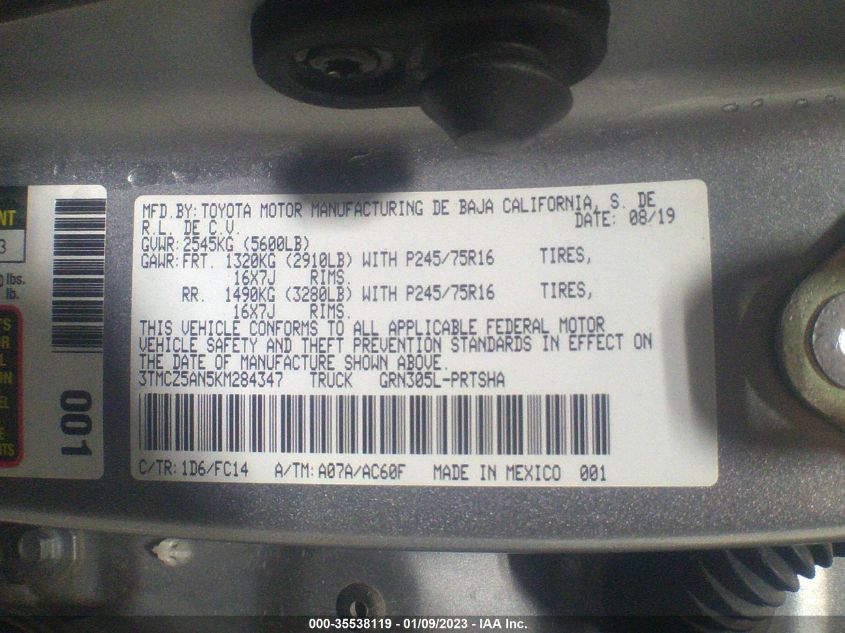 MFD.BY: TOYOTA MOTOR MANUFACTURING DE BAJA CALIFORNIA, S. DE
R.L. DE C.V. DATE: 08/19
GVWR:2545KG (5600LB)
GAWR:FRT. 1320KG (2910LB) WITH P245/75R16 TIRES,
16X7J RIMS.
RR. 1490KG (3280LB) WITH P245/75R16 TIRES,
16X7J RIMS.
THIS VEHICLE CONFORMS TO ALL APPLICABLE FEDERAL MOTOR
VEHICLE SAFETY AND THEFT PREVENTION STANDARDS IN EFFECT ON
THE DATE OF MANUFACTURE SHOWN ABOVE.
3TMCZ5AN5KM284347 TRUCK GRN305L-PRTSHA
C/TR: 1D6/FC14 A/TM: A07A/AC60F MADE IN MEXICO 001
3
lbs.
lb.
001
000-35538119 - 01/09/2023 - IAA Inc.